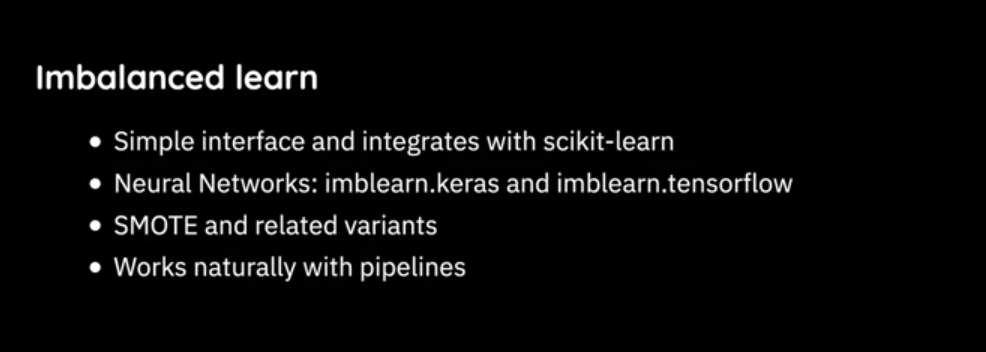 Imbalanced learn
• Simple interface and integrates with scikit-learn
• Neural Networks: imblearn.keras and imblearn.tensorflow
• SMOTE and related variants
• Works naturally with pipelines